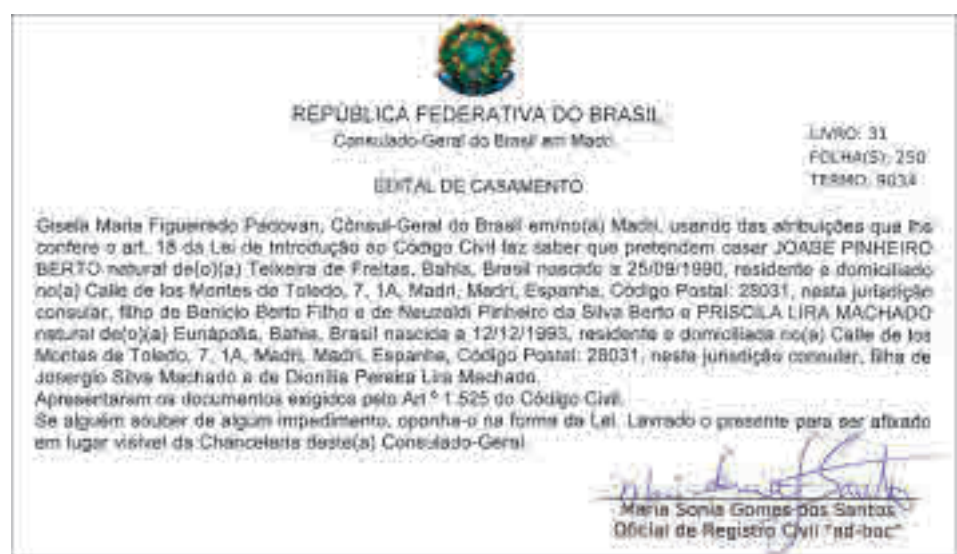 REPÚBLICA FEDERATIVA DO BRASIL
Consulado-Geral do Brasil em Madri
LIVRO: 31
FOLHA(S): 250
TERMO: 9034
EDITAL DE CASAMENTO
Gisela Maria Figueiredo Padovan, Cônsul-Geral do Brasil em/no(a) Madri, usando das atribuições que lhe
confere o art. 18 da Lei de Introdução ao Código Civil faz saber que pretendem casar JOABE PINHEIRO
BERTO natural de(o)(a) Teixeira de Freitas, Bahia, Brasil nascido a 25/09/1990, residente e domiciliado
no(a) Calle de los Montes de Toledo, 7, 1A, Madri, Madri, Espanha, Código Postal: 28031, nesta jurisdição
consular, filho de Benicio Berto Filho e de Neuzaldi Pinheiro da Silva Berto e PRISCILA LIRA MACHADO
natural de(o)(a) Eunápolis, Bahia, Brasil nascida a 12/12/1993, residente e domiciliada no(a) Calle de los
Montes de Toledo, 7, 1A, Madri, Madri, Espanha, Código Postal: 28031, nesta jurisdição consular, filha de
Josergio Silva Machado e de Dionilia Pereira Lira Machado.
Apresentaram os documentos exigidos pelo Art.º 1.525 do Código Civil.
Se alguém souber de algum impedimento, oponha-o na forma da Lei. Lavrado o presente para ser afixado
em lugar visível da Chancelaria deste(a) Consulado-Geral.
Maria Sonia Gomes dos Santos
Oficial de Registro Civil "ad-hoc"